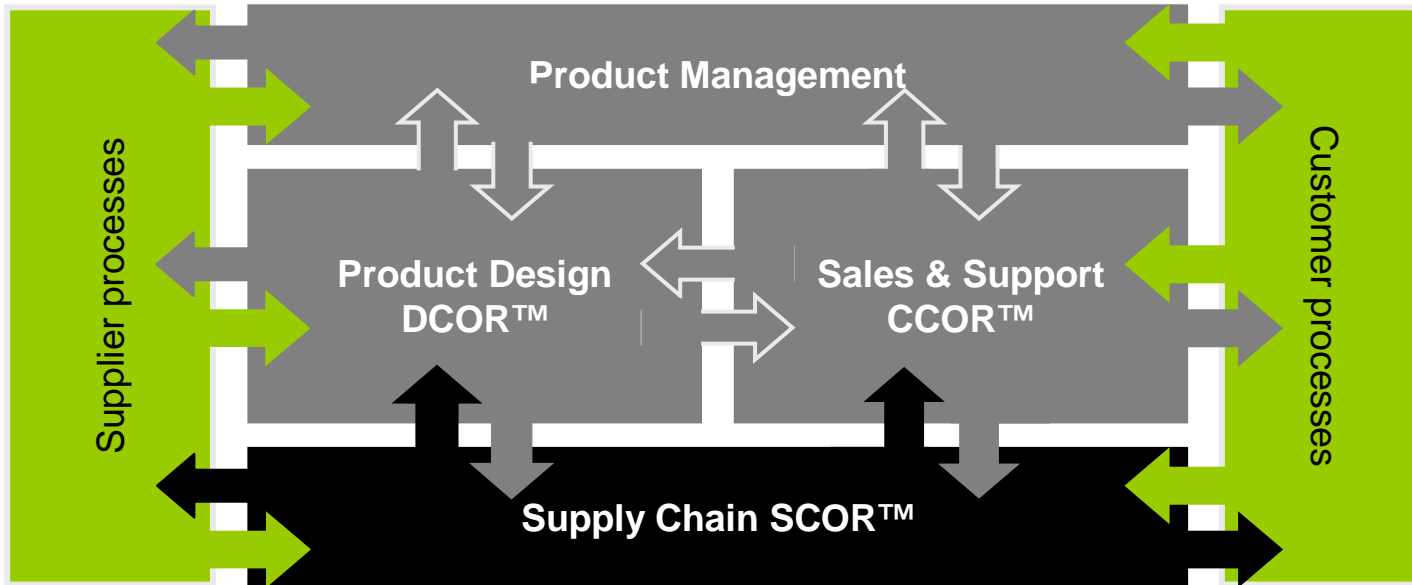 Product Management
Supplier processes
Product Design
DCOR™
Sales & Support
CCOR™
Customer processes
Supply Chain SCOR™